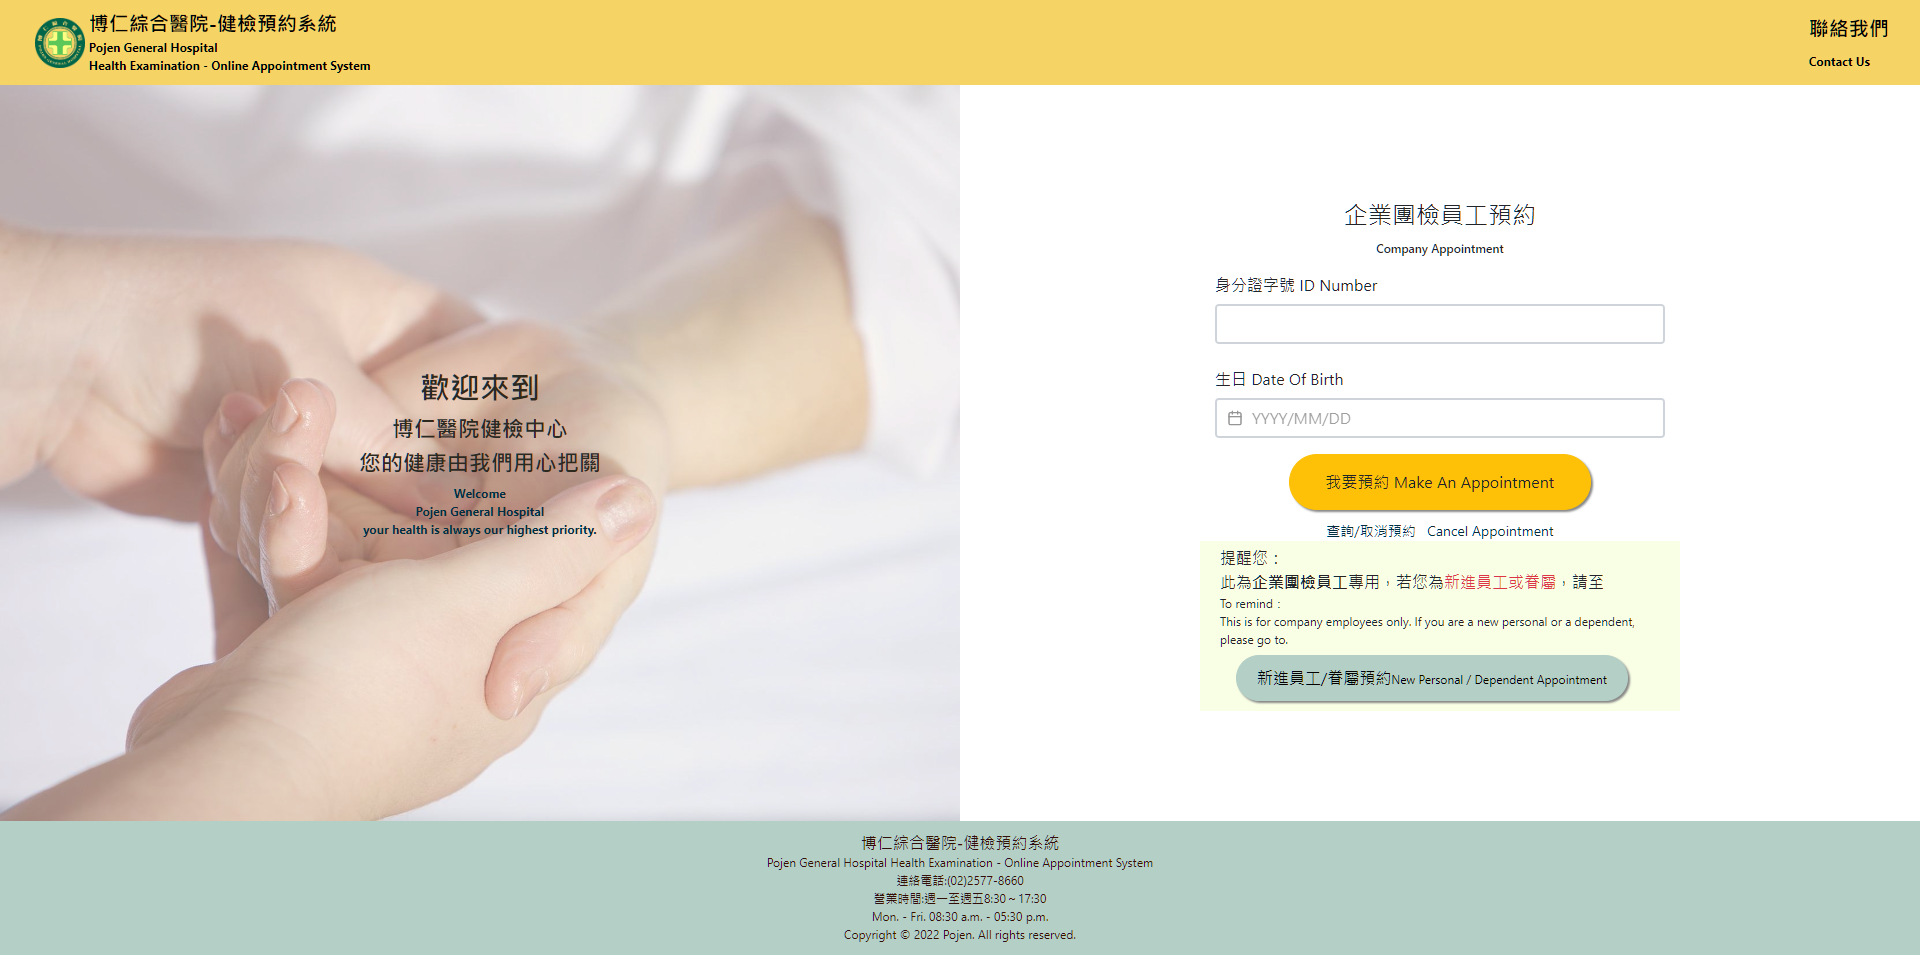 博仁綜合醫院-健檢預約系統
Pojen General Hospital
Health Examination - Online Appointment System
聯絡我們
Contact Us
歡迎來到
博仁醫院健檢中心
您的健康由我們用心把關
Welcome
Pojen General Hospital
your health is always our highest priority.
企業團檢員工預約
Company Appointment
身分證字號 ID Number
生日 Date Of Birth
YYYY/MM/DD
我要預約 Make An Appointment
查詢/取消預約 Cancel Appointment
提醒您：
此為企業團檢員工專用，若您為新進員工或眷屬，請至
To remind：
This is for company employees only. If you are a new personal or a dependent,
please go to.
新進員工/眷屬預約New Personal / Dependent Appointment
博仁綜合醫院-健檢預約系統
Pojen General Hospital Health Examination - Online Appointment System
連絡電話:(02)2577-8660
營業時間:週一至週五8:30～17:30
Mon. - Fri. 08:30 a.m. - 05:30 p.m.
Copyright © 2022 Pojen. All rights reserved.